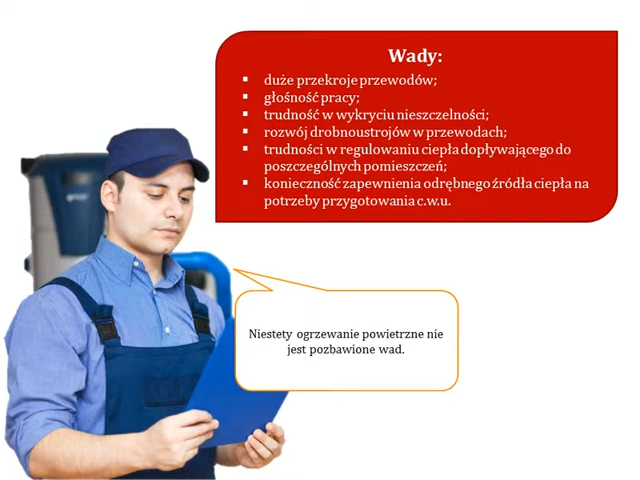 Wady:
▪ duże przekroje przewodów;
▪ głośność pracy;
▪ trudność w wykryciu nieszczelności;
▪ rozwój drobnoustrojów w przewodach;
▪ trudności w regulowaniu ciepła dopływającego do
poszczególnych pomieszczeń;
▪ konieczność zapewnienia odrębnego źródła ciepła na
potrzeby przygotowania c.w.u.
Niestety ogrzewanie powietrzne nie
jest pozbawione wad.